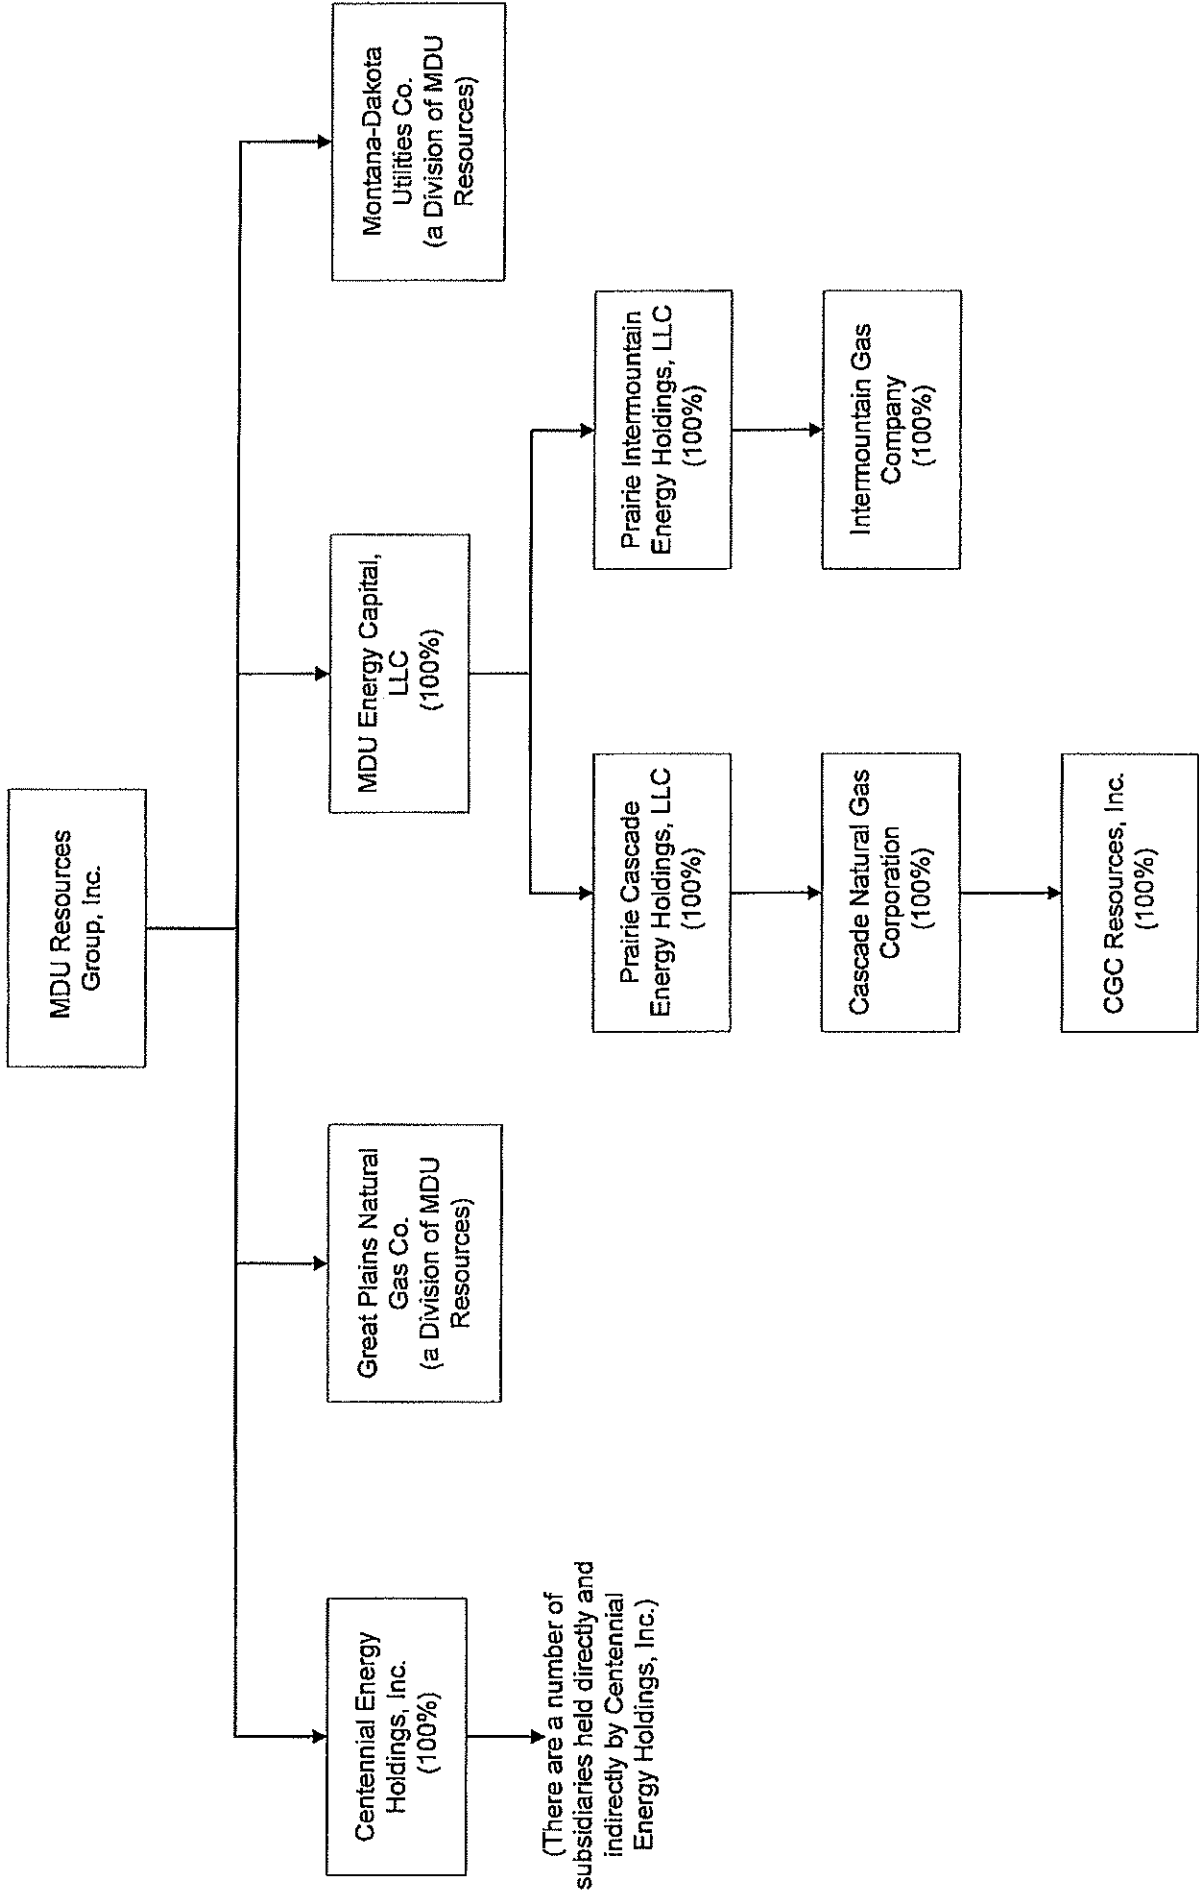 MDU Resources
Group, Inc.
Centennial Energy
Holdings, Inc.
(100%)
Great Plains Natural
Gas Co.
(a Division of MDU
Resources)
MDU Energy Capital,
LLC
(100%)
Montana-Dakota
Utilities Co.
(a Division of MDU
Resources)
(There are a number of
subsidiaries held directly and
indirectly by Centennial
Energy Holdings, Inc.)
Prairie Cascade
Energy Holdings, LLC
(100%)
Prairie Intermountain
Energy Holdings, LLC
(100%)
Cascade Natural Gas
Corporation
(100%)
Intermountain Gas
Company
(100%)
CGC Resources, Inc.
(100%)